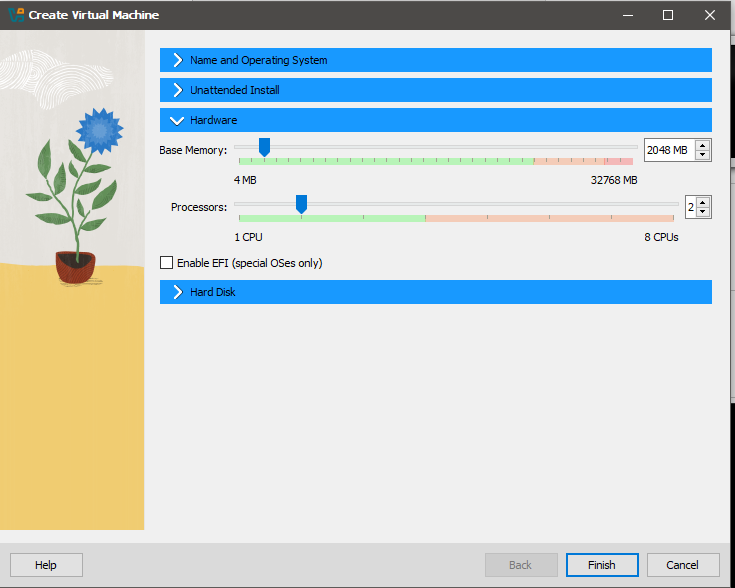 Create Virtual Machine
Name and Operating System
Unattended Install
Hardware
Base Memory:
2048 MB
4 MB
32768 MB
Processors:
2
1 CPU
8 CPUs
Enable EFI (special OSes only)
Hard Disk
Help
Back
Finish
Cancel